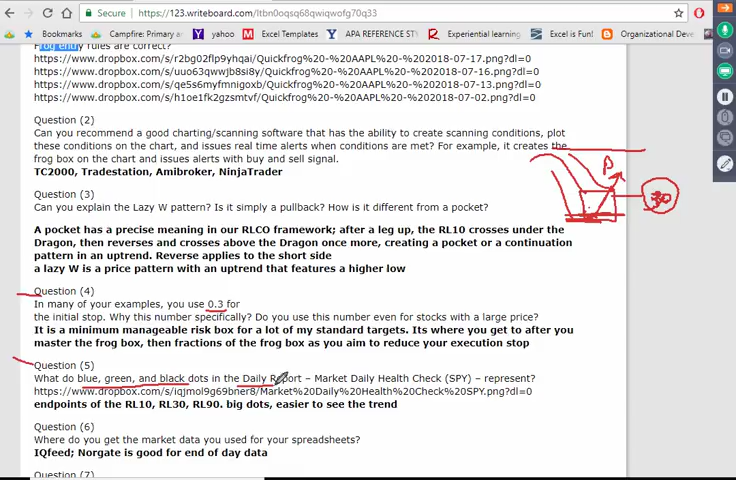 Secure
https://123.writeboard.com/ltbn0oqsq68qwiqwofg70q33
Bookmarks
Campfire: Primary a
yahoo
Excel Templates
APA REFERENCE STY
Experiential learning
Excel is Fun!
Organizational Deve
Frog entry rules are correct?
https://www.dropbox.com/s/r2bg02flp9yhqai/Quickfrog%20-%20AAPL%20-%202018-07-17.png?dl=0
https://www.dropbox.com/s/uuo63qwwjb8si8y/Quickfrog%20-%20AAPL%20-%202018-07-16.png?dl=0
https://www.dropbox.com/s/qe5s6myfmnigoxb/Quickfrog%20-%20AAPL%20-%202018-07-13.png?dl=0
https://www.dropbox.com/s/h1oe1fk2gzsmtvf/Quickfrog%20-%20AAPL%20-%202018-07-02.png?dl=0
Question (2)
Can you recommend a good charting/scanning software that has the ability to create scanning conditions, plot
these conditions on the chart, and issues real time alerts when conditions are met? For example, it creates the
frog box on the chart and issues alerts with buy and sell signal.
TC2000, Tradestation, Amibroker, NinjaTrader
P
30
Question (3)
Can you explain the Lazy W pattern? Is it simply a pullback? How is it different from a pocket?
A pocket has a precise meaning in our RLCO framework; after a leg up, the RL10 crosses under the
Dragon, then reverses and crosses above the Dragon once more, creating a pocket or a continuation
pattern in an uptrend. Reverse applies to the short side
a lazy W is a price pattern with an uptrend that features a higher low
Question (4)
In many of your examples, you use 0.3 for
the initial stop. Why this number specifically? Do you use this number even for stocks with a large price?
It is a minimum manageable risk box for a lot of my standard targets. Its where you get to after you
master the frog box, then fractions of the frog box as you aim to reduce your execution stop
Question (5)
What do blue, green, and black dots in the Daily Report – Market Daily Health Check (SPY) – represent?
https://www.dropbox.com/s/iqjmol9g69bner8/Market%20Daily%20Health%20Check%20SPY.png?dl=0
endpoints of the RL10, RL30, RL90. big dots, easier to see the trend
Question (6)
Where do you get the market data you used for your spreadsheets?
IQfeed; Norgate is good for end of day data
Question (7)